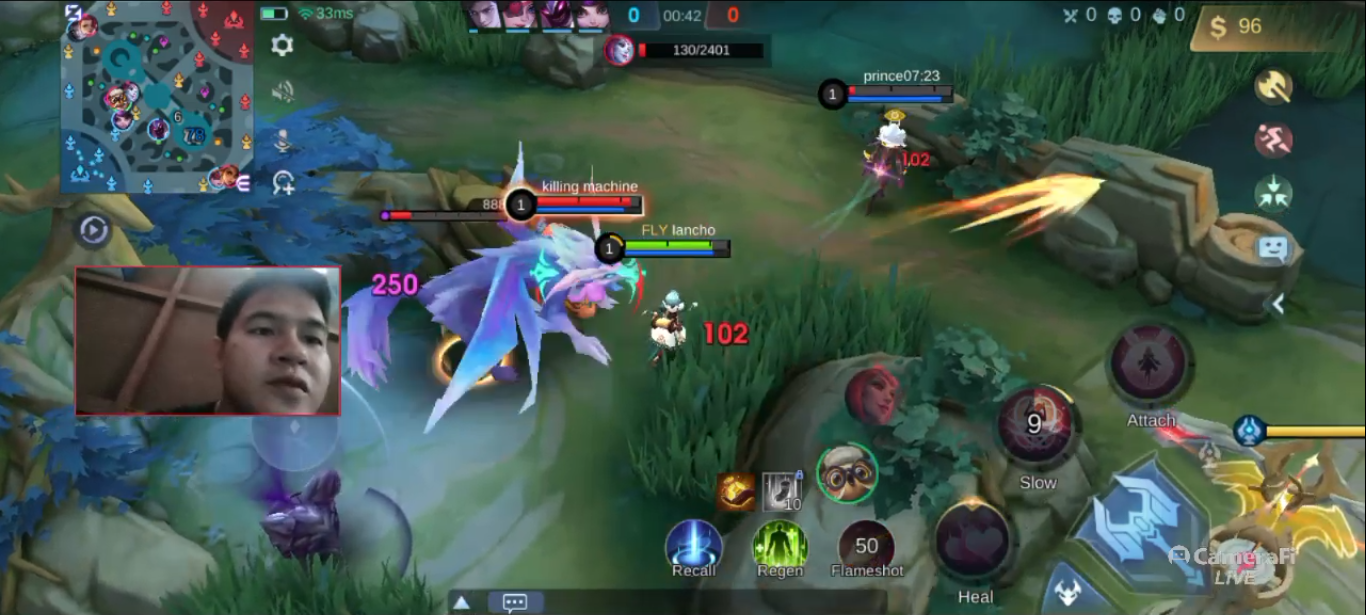 33ms
0 00:42 0
0 0 0
$ 96
130/2401
prince07:23
1
102
6
killing machine
888
1
FLY lancho
1
250
102
9
Attach
Slow
10
50
Recall
Regen
Flameshot
Heal
CameraFi
LIVE